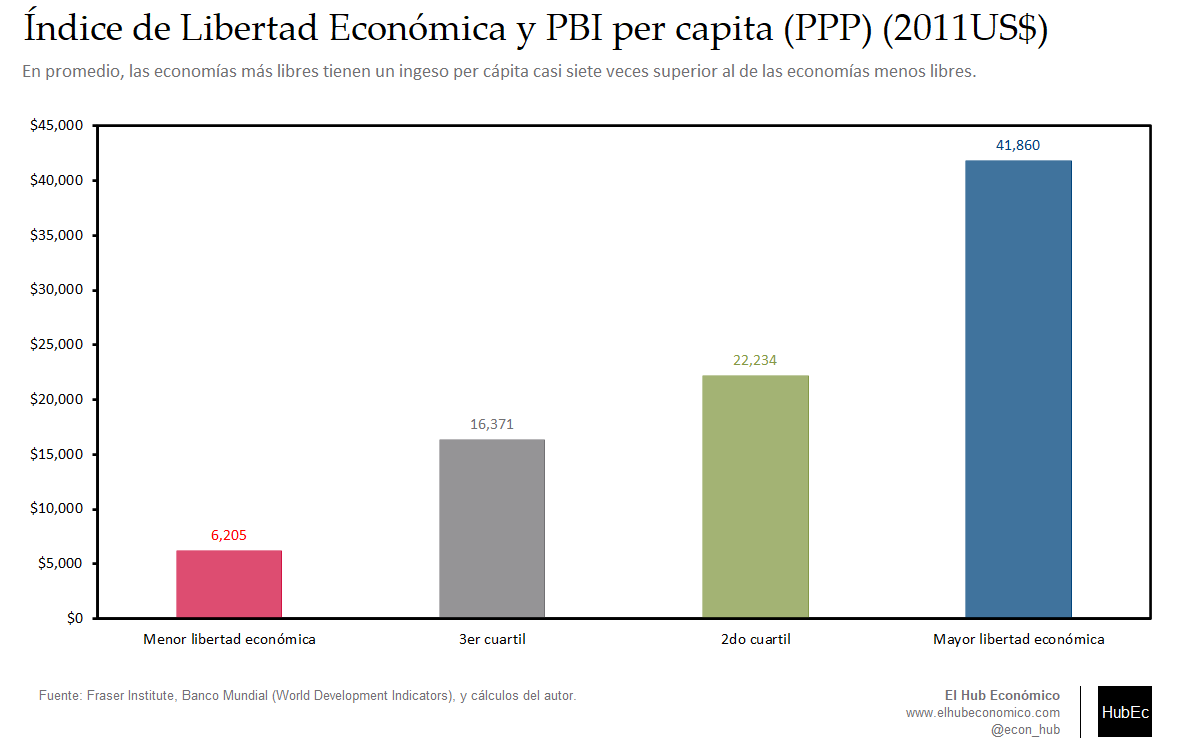 Índice de Libertad Económica y PBI per capita (PPP) (2011US$)
En promedio, las economías más libres tienen un ingeso per cápita casi siete veces superior al de las economías menos libres.
$45,000
$40,000
$35,000
$30,000
$25,000
$20,000
$15,000
$10,000
$5,000
$0
6,205
16,371
22,234
41,860
Menor libertad económica
3er cuartil
2do cuartil
Mayor libertad económica
Fuente: Fraser Institute, Banco Mundial (World Development Indicators), y cálculos del autor.
El Hub Económico
www.elhubeconomico.com
@econ_hub
HubEc